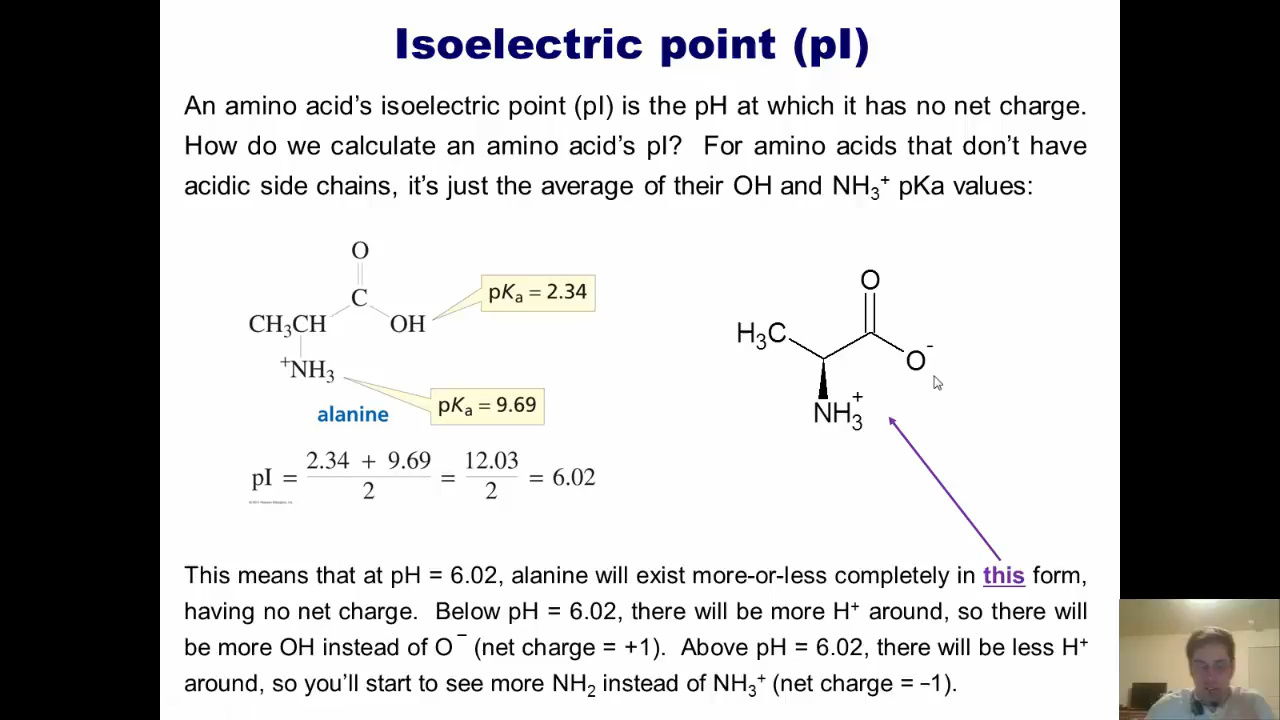 Isoelectric point (pI)
An amino acid's isoelectric point (pI) is the pH at which it has no net charge.
How do we calculate an amino acid's pI? For amino acids that don't have
acidic side chains, it's just the average of their OH and NH₃⁺ pKa values:
O
C
CH₃CH
OH
pKₐ = 2.34
⁺NH₃
pKₐ = 9.69
alanine
pI = (2.34 + 9.69)/2 = 12.03/2 = 6.02
O
H₃C
O⁻
NH₃⁺
This means that at pH = 6.02, alanine will exist more-or-less completely in this form,
having no net charge. Below pH = 6.02, there will be more H⁺ around, so there will
be more OH instead of O⁻ (net charge = +1). Above pH = 6.02, there will be less H⁺
around, so you'll start to see more NH₂ instead of NH₃⁺ (net charge = –1).